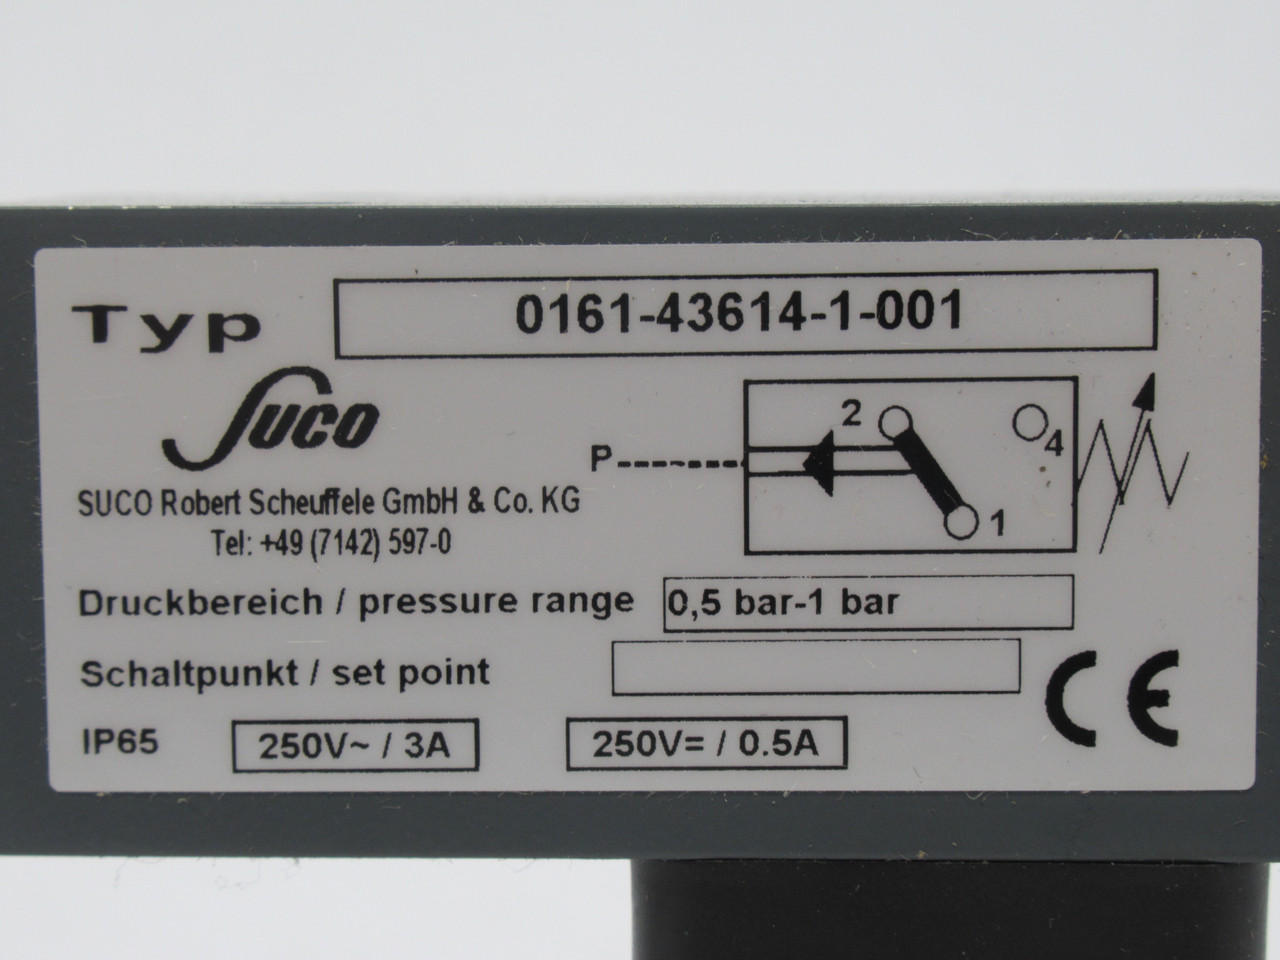 Typ 0161-43614-1-001
SUCO
2
4
P
1
SUCO Robert Scheuffele GmbH & Co. KG
Tel: +49 (7142) 597-0
Druckbereich / pressure range 0,5 bar-1 bar
Schaltpunkt / set point
IP65 250V~ / 3A 250V= / 0.5A CE